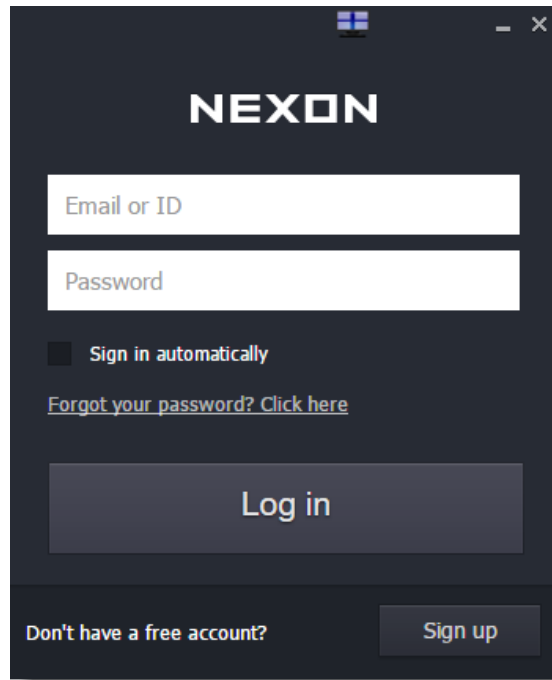 NEXON
Email or ID
Password
Sign in automatically
Forgot your password? Click here
Log in
Don't have a free account?
Sign up